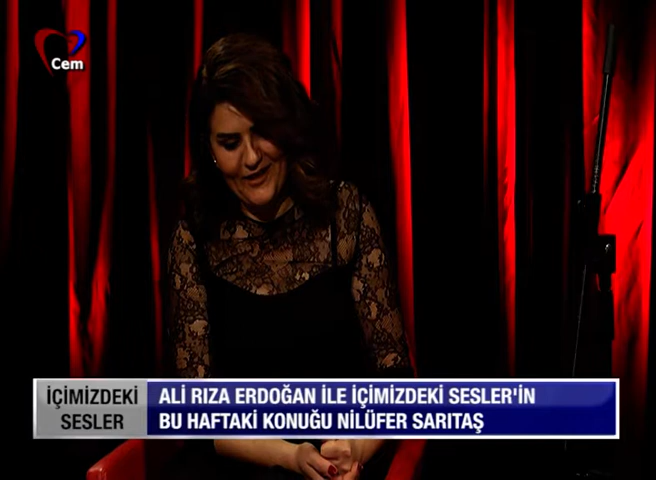 Cem
İÇİMİZDEKİ
SESLER
ALİ RIZA ERDOĞAN İLE İÇİMİZDEKİ SESLER'İN
BU HAFTAKİ KONUĞU NİLÜFER SARITAŞ